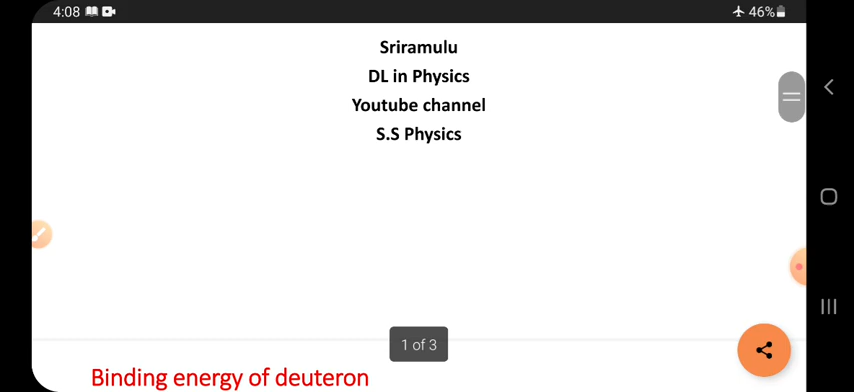 4:08
46%
Sriramulu
DL in Physics
Youtube channel
S.S Physics
1 of 3
Binding energy of deuteron